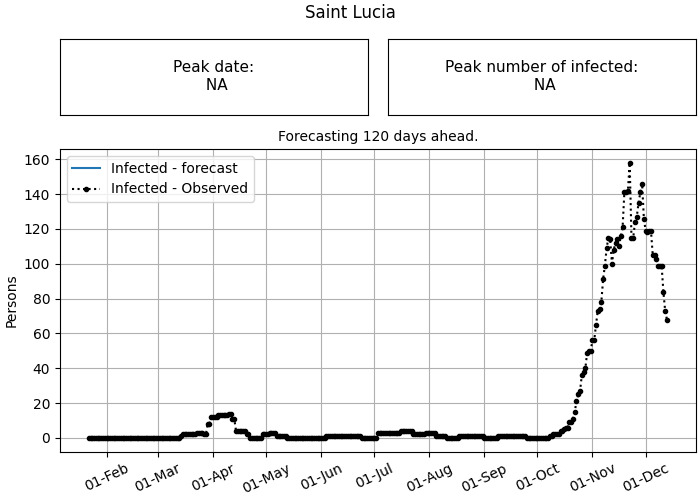 Saint Lucia
Peak date:
NA
Peak number of infected:
NA
Forecasting 120 days ahead.
Infected - forecast
Infected - Observed
160
140
120
100
80
60
40
20
0
Persons
01-Feb
01-Mar
01-Apr
01-May
01-Jun
01-Jul
01-Aug
01-Sep
01-Oct
01-Nov
01-Dec